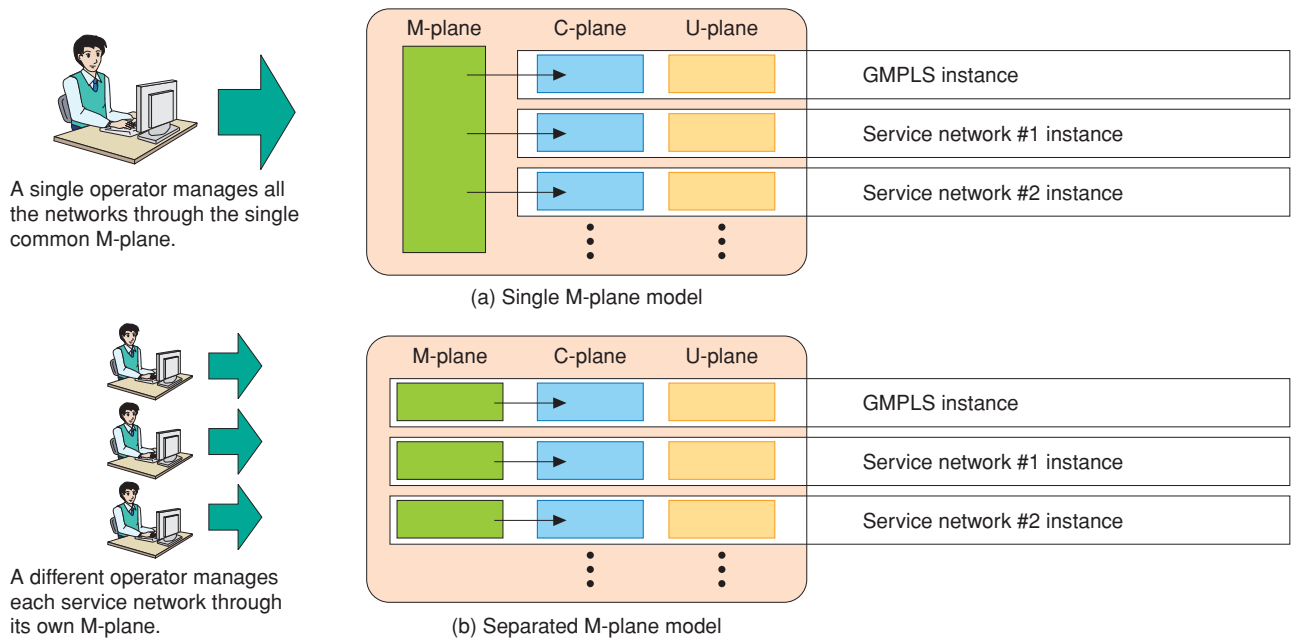 M-plane C-plane U-plane
GMPLS instance
Service network #1 instance
Service network #2 instance
A single operator manages all
the networks through the single
common M-plane.
(a) Single M-plane model
M-plane C-plane U-plane
GMPLS instance
Service network #1 instance
Service network #2 instance
A different operator manages
each service network through
its own M-plane.
(b) Separated M-plane model